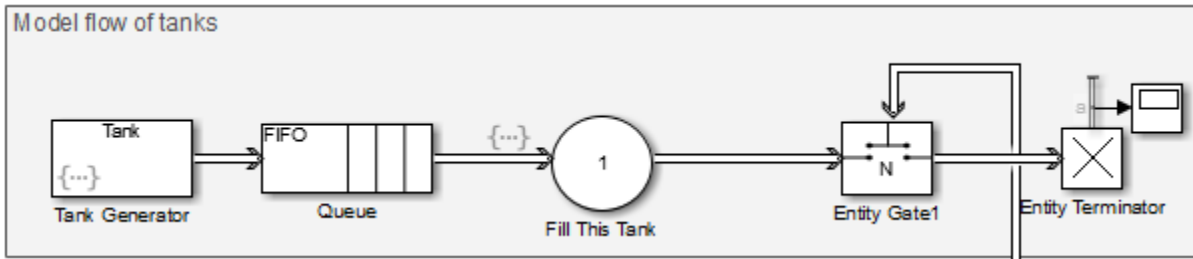 Model flow of tanks
Tank
{...}
Tank Generator
FIFO
Queue
{...}
1
Fill This Tank
N
Entity Gate1
a
Entity Terminator